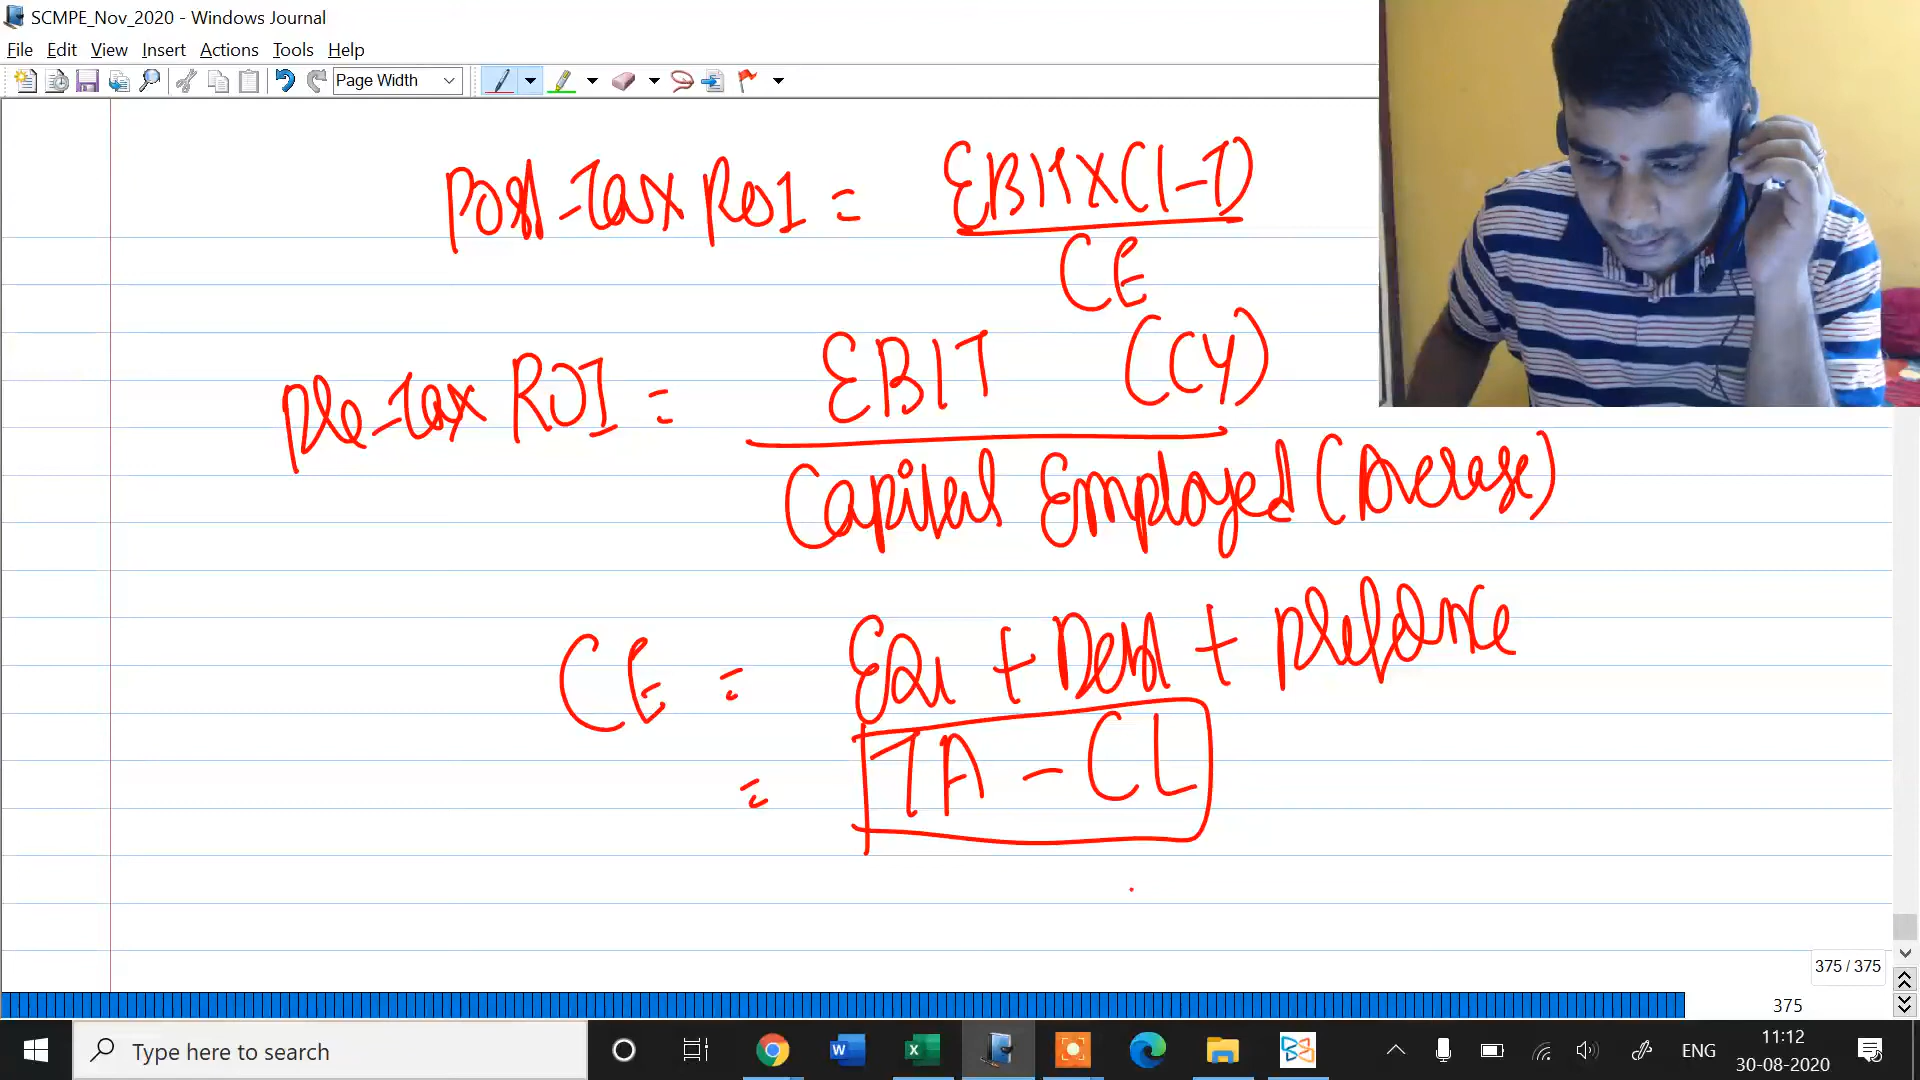 SCMPE_Nov_2020 - Windows Journal
File Edit View Insert Actions Tools Help
Page Width
Post-Tax ROI = EBIT X (1-T)
CE
Pre-Tax ROI = EBIT (CY)
Capital Employed (Average)
CE = Equ + Debt + Preference
= TA - CL
375 / 375
375
Type here to search
ENG
11:12
30-08-2020